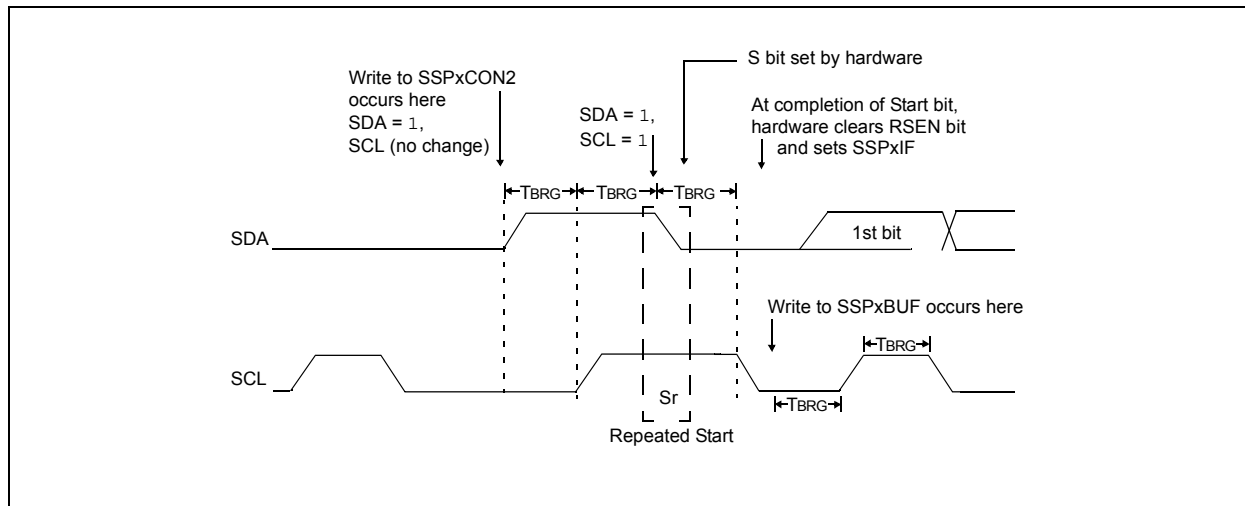 S bit set by hardware
Write to SSPxCON2
occurs here
SDA = 1,
SCL (no change)
SDA = 1,
SCL = 1
At completion of Start bit,
hardware clears RSEN bit
and sets SSPxIF
TBRG TBRG TBRG
SDA
1st bit
Write to SSPxBUF occurs here
TBRG
SCL
Sr
TBRG
Repeated Start